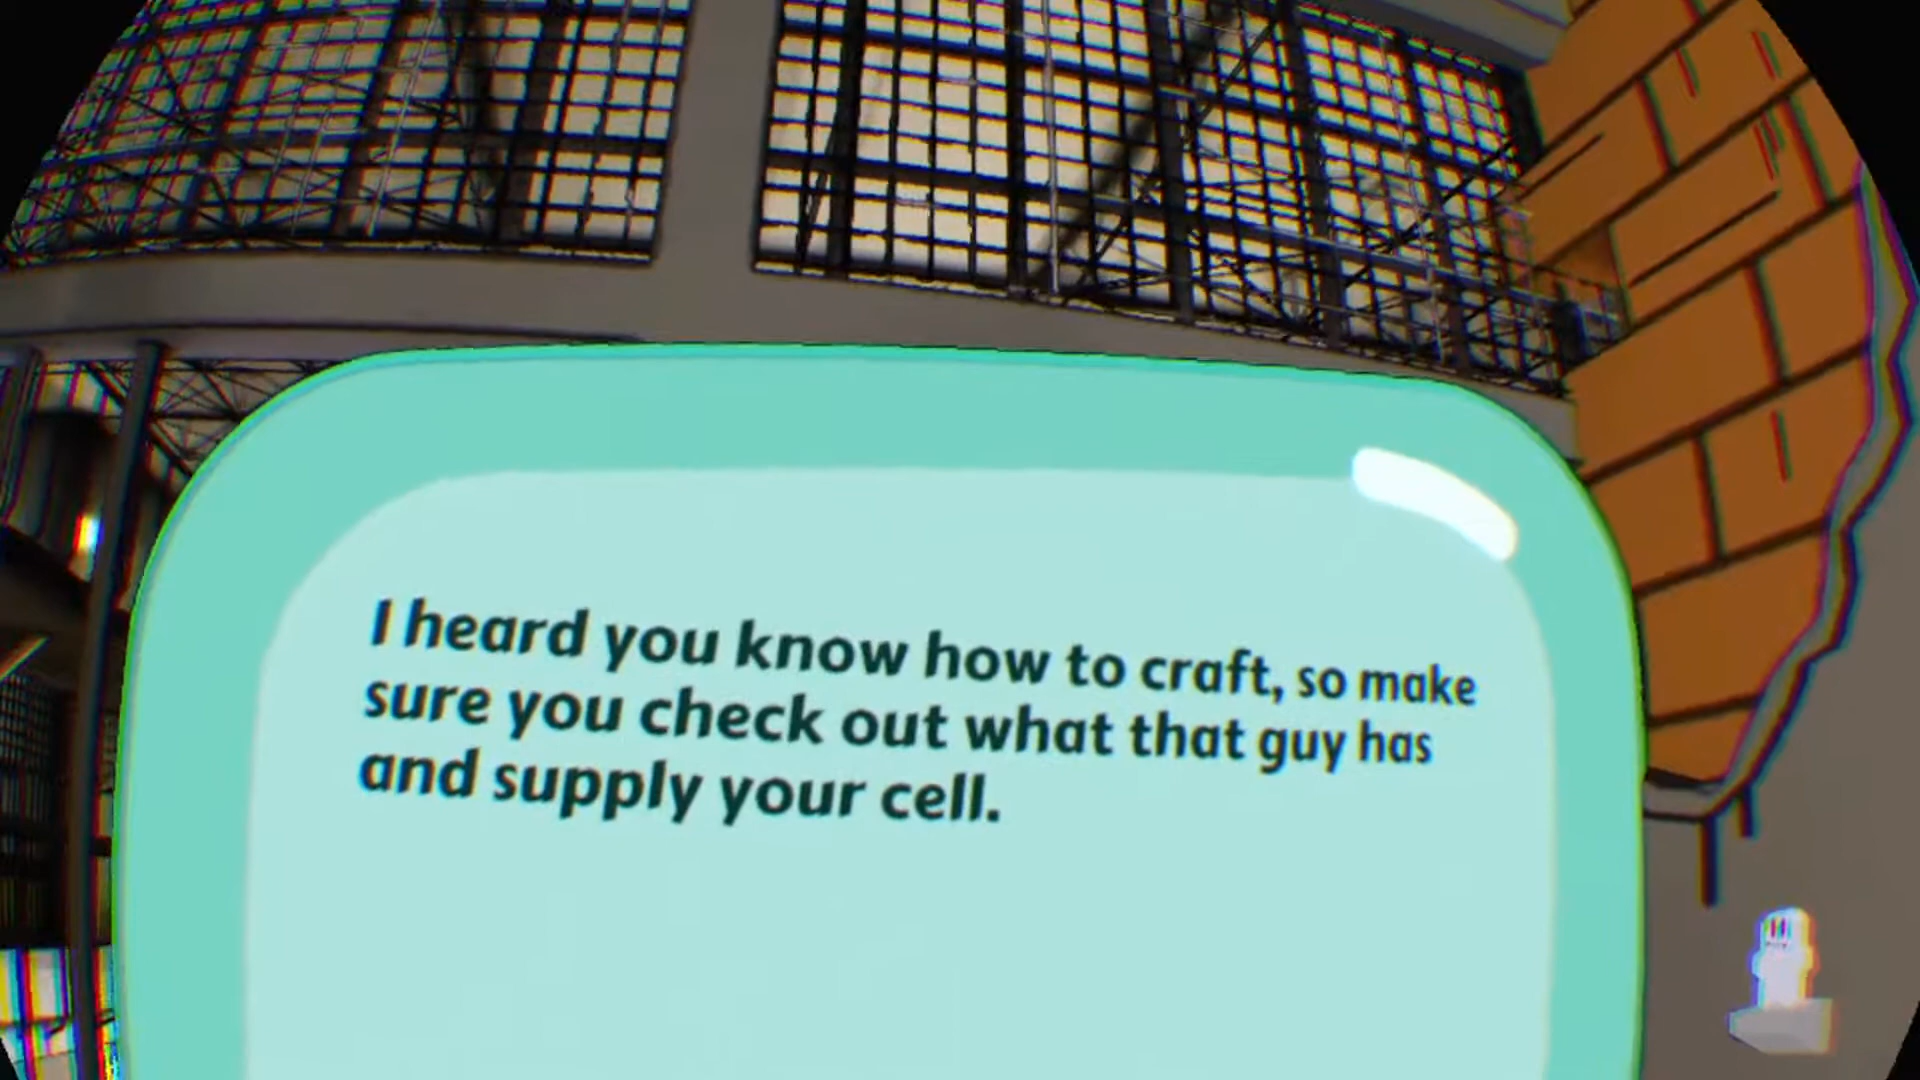 I heard you know how to craft, so make
sure you check out what that guy has
and supply your cell.